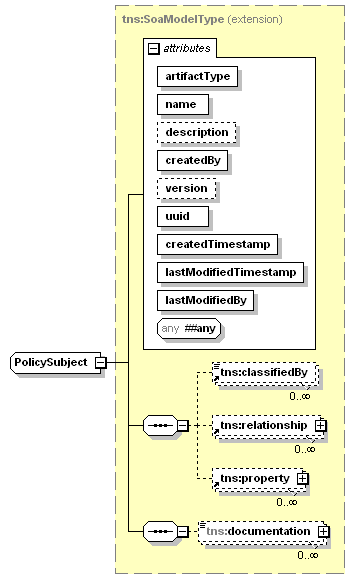 tns:SoaModelType (extension)
attributes
artifactType
name
description
createdBy
version
uuid
createdTimestamp
lastModifiedTimestamp
lastModifiedBy
any ##any
PolicySubject
tns:classifiedBy
0..∞
tns:relationship
0..∞
tns:property
0..∞
tns:documentation
0..∞